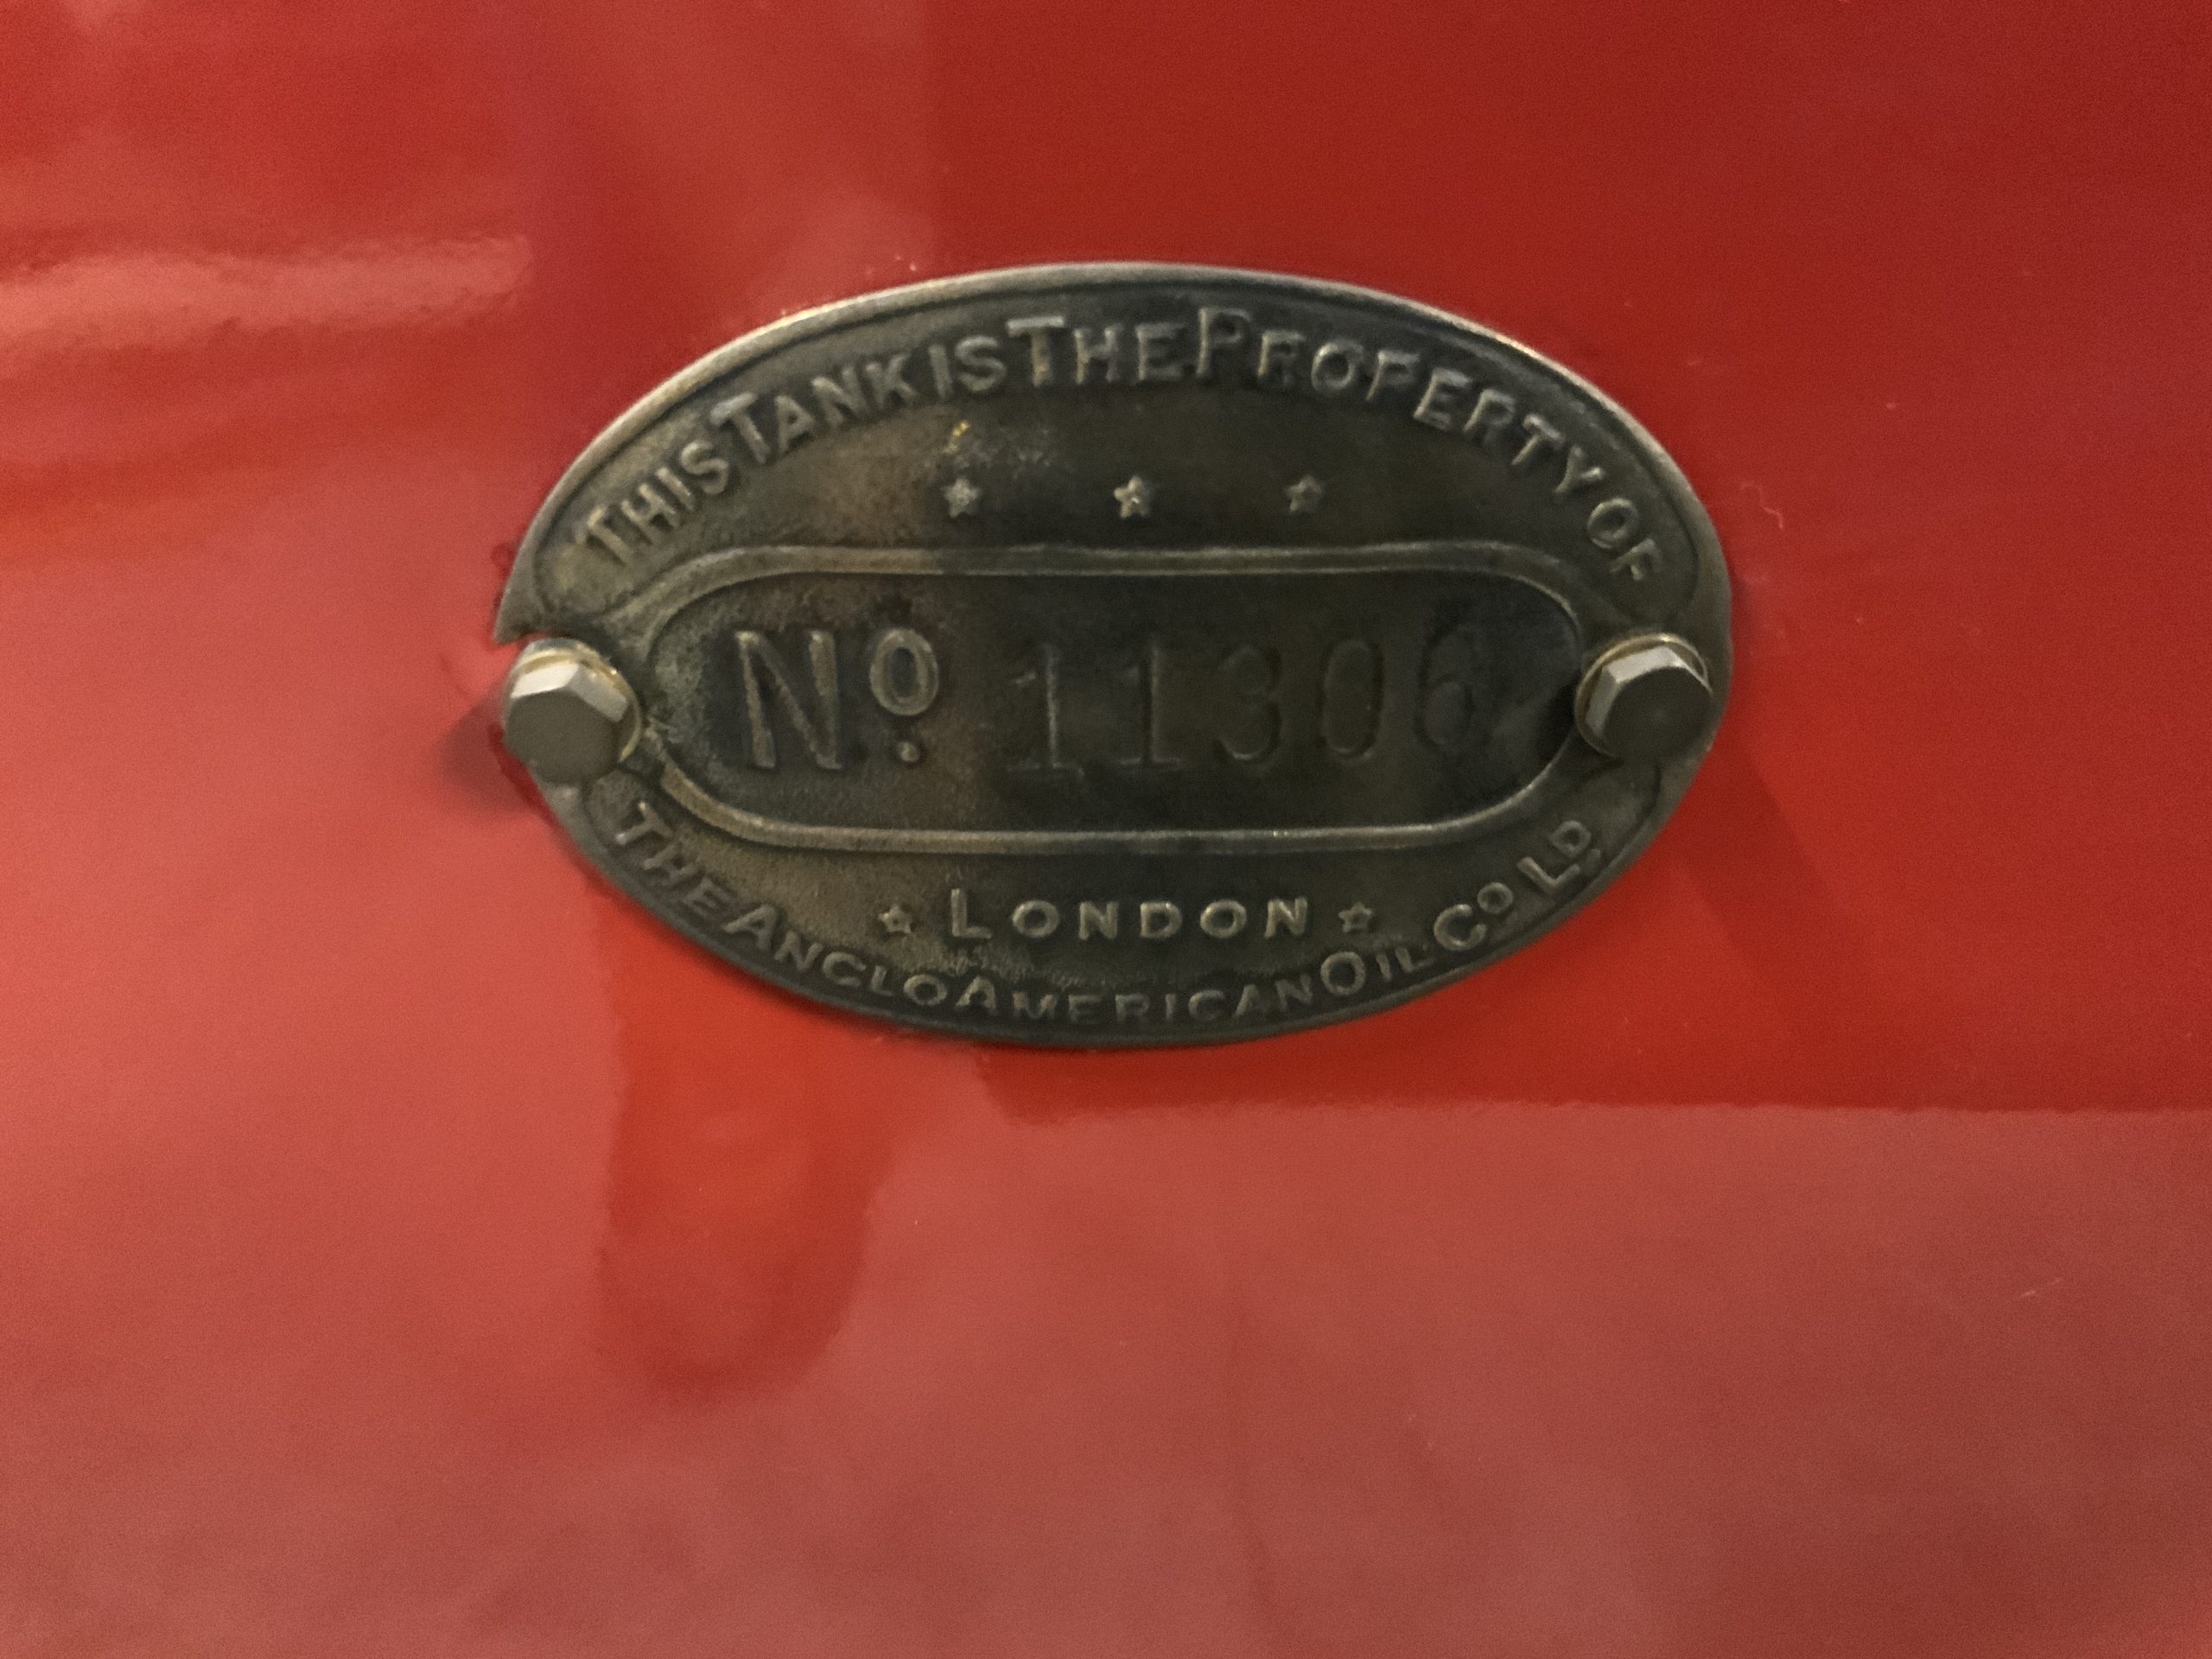 THIS TANK IS THE PROPERTY OF
No. 11306
LONDON
THE ANGLO AMERICAN OIL Co LD.